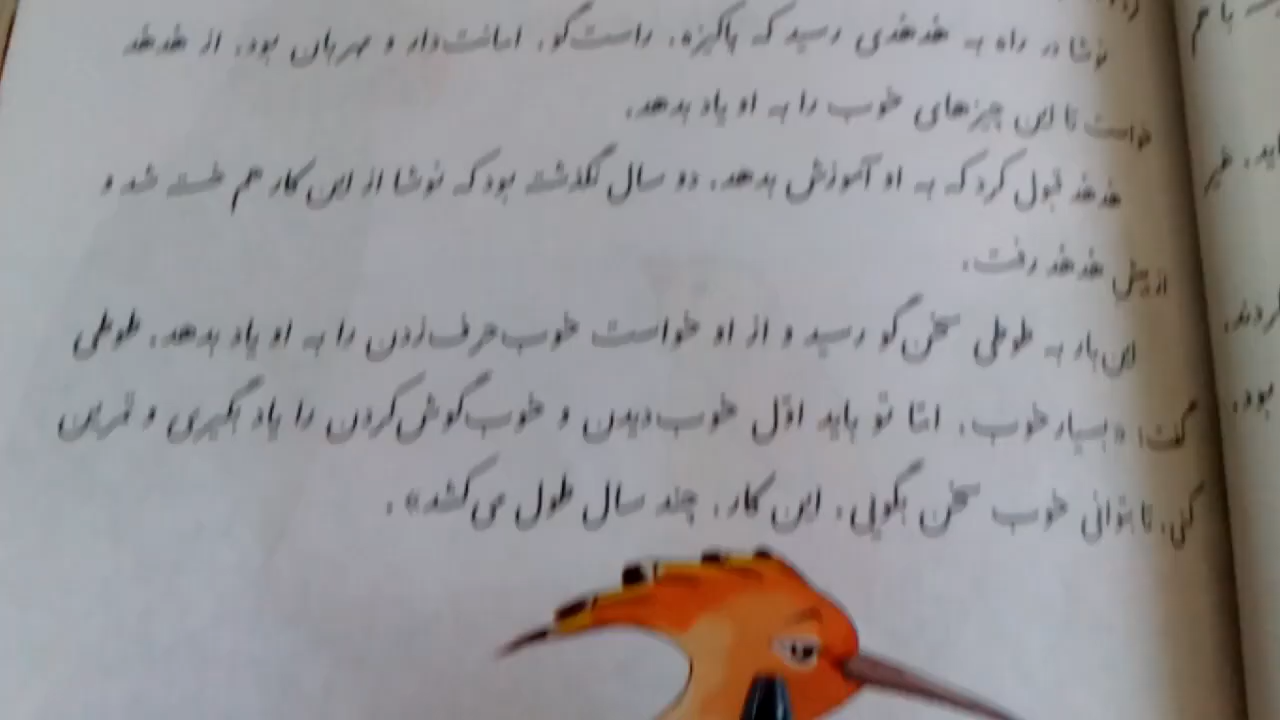 نوشا در راه به هدهدی رسید که پاکیزه، راست‌گو، امانت‌دار و مهربان بود. از هدهد
خواست تا این چیزهای خوب را به او یاد بدهد.
هدهد قبول کرد که به او آموزش بدهد. دو سال نگذشته بود که نوشا از این کار هم خسته شد و
از پیش هدهد رفت.
این بار به طوطی سخن‌گو رسید و از او خواست خوب حرف زدن را به او یاد بدهد. طوطی
گفت: «بسیار خوب، امّا تو باید اوّل خوب دیدن و خوب گوش کردن را یاد بگیری و تمرین
کنی، تا بتوانی خوب سخن بگویی. این کار، چند سال طول می‌کشد».
با هم
ردند.
بود.